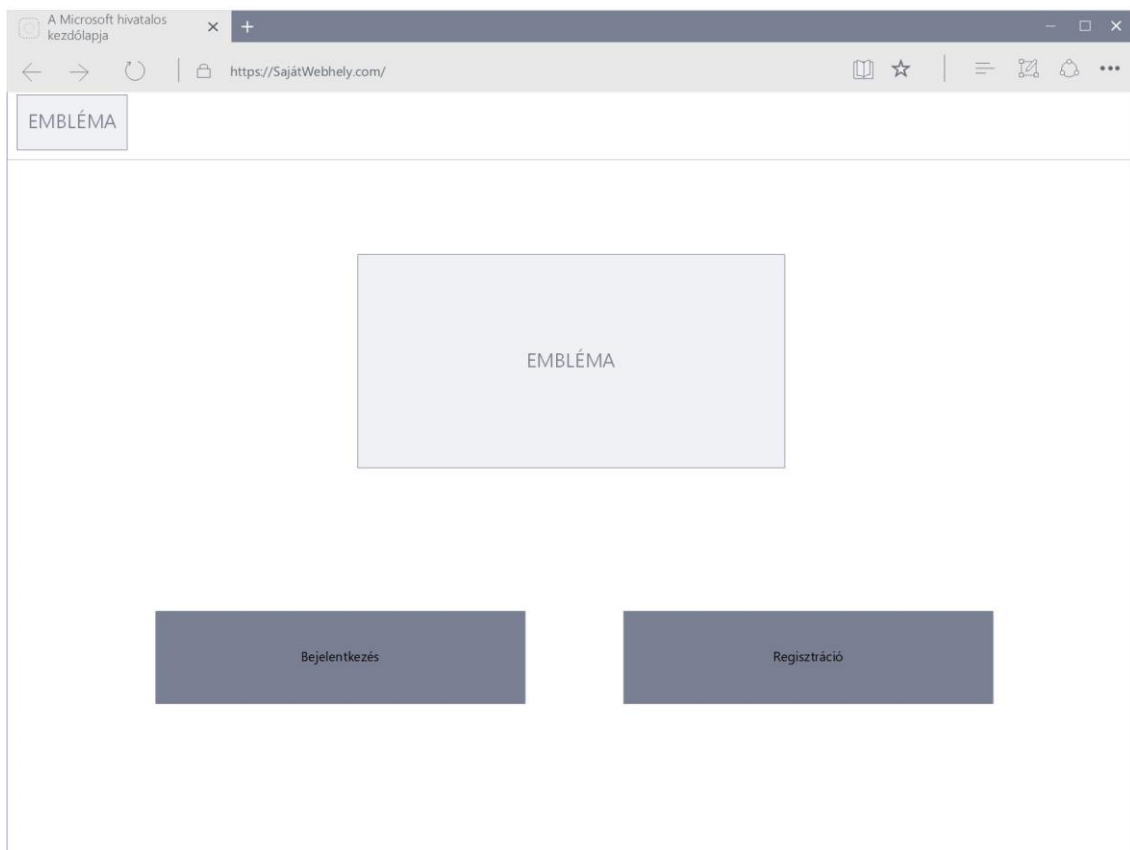 A Microsoft hivatalos
kezdőlapja
https://SajátWebhely.com/
EMBLÉMA
EMBLÉMA
Bejelentkezés
Regisztráció